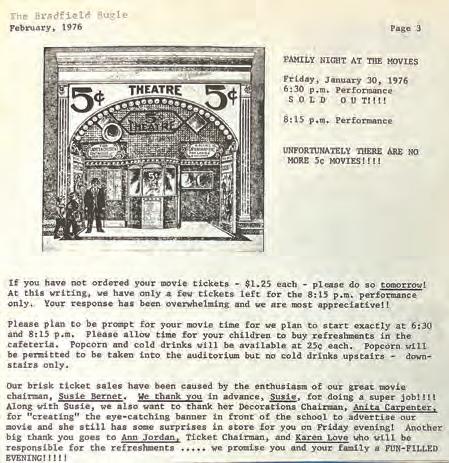 The Bradfield Bugle
February, 1976
Page 3
5¢ THEATRE 5¢
5¢
THEATRE
FAMILY NIGHT AT THE MOVIES
Friday, January 30, 1976
6:30 p.m. Performance
S O L D   O U T!!!!
8:15 p.m. Performance
UNFORTUNATELY THERE ARE NO
MORE 5¢ MOVIES!!!!
If you have not ordered your movie tickets - $1.25 each - please do so tomorrow!
At this writing, we have only a few tickets left for the 8:15 p.m. performance
only. Your response has been overwhelming and we are most appreciative!!
Please plan to be prompt for your movie time for we plan to start exactly at 6:30
and 8:15 p.m. Please allow time for your children to buy refreshments in the
cafeteria. Popcorn and cold drinks will be available at 25¢ each. Popcorn will
be permitted to be taken into the auditorium but no cold drinks upstairs - down-
stairs only.
Our brisk ticket sales have been caused by the enthusiasm of our great movie
chairman, Susie Bernet. We thank you in advance, Susie, for doing a super job!!!!
Along with Susie, we also want to thank her Decorations Chairman, Anita Carpenter,
for "creating" the eye-catching banner in front of the school to advertise our
movie and she still has some surprises in store for you on Friday evening! Another
big thank you goes to Ann Jordan, Ticket Chairman, and Karen Love who will be
responsible for the refreshments ..... we promise you and your family a FUN-FILLED
EVENING!!!!!